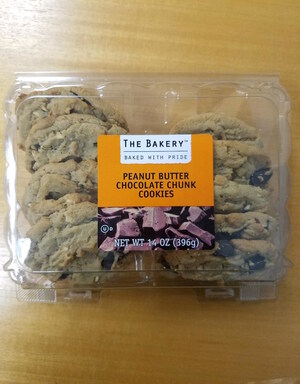 THE BAKERY™
BAKED WITH PRIDE
PEANUT BUTTER
CHOCOLATE CHUNK
COOKIES
U D
NET WT 14 OZ (396g)